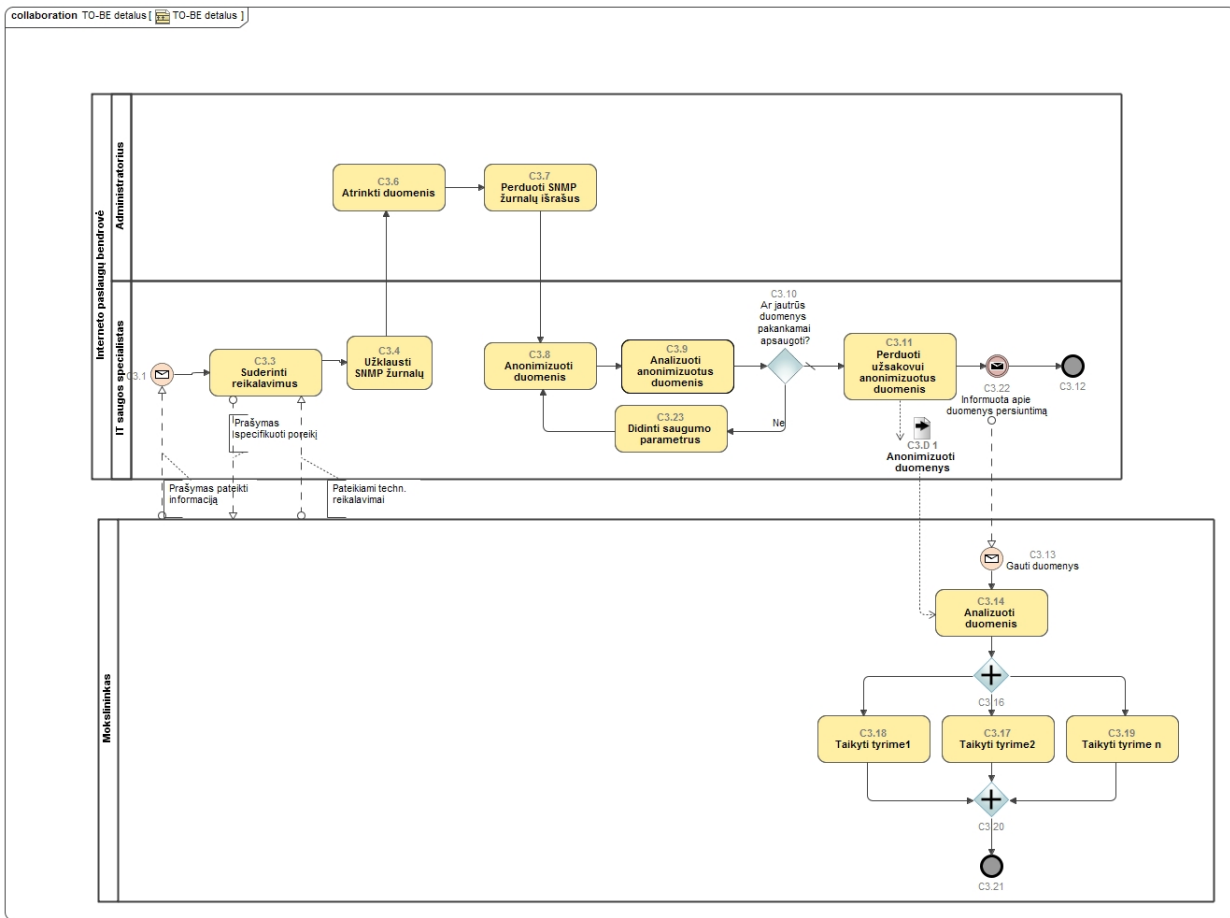 collaboration TO-BE detalus [ TO-BE detalus ]
Interneto paslaugų bendrovė
Administratorius
C3.6
Atrinkti duomenis
C3.7
Perduoti SNMP
žurnalų išrašus
IT saugos specialistas
C3.1
C3.3
Suderinti
reikalavimus
C3.4
Užklausti
SNMP žurnalų
C3.8
Anonimizuoti
duomenis
C3.9
Analizuoti
anonimizuotus
duomenis
C3.10
Ar jautrūs
duomenys
pakankamai
apsaugoti?
C3.11
Perduoti
užsakovui
anonimizuotus
duomenis
C3.22
Informuota apie
duomenys persiuntimą
C3.12
C3.23
Didinti saugumo
parametrus
Ne
C3.D 1
Anonimizuoti
duomenys
Prašymas
Ispecifikuoti poreikį
Prašymas pateikti
informaciją
Pateikiami techn.
reikalavimai
Mokslininkas
C3.13
Gauti duomenys
C3.14
Analizuoti
duomenis
C3.16
C3.18
Taikyti tyrime1
C3.17
Taikyti tyrime2
C3.19
Taikyti tyrime n
C3.20
C3.21